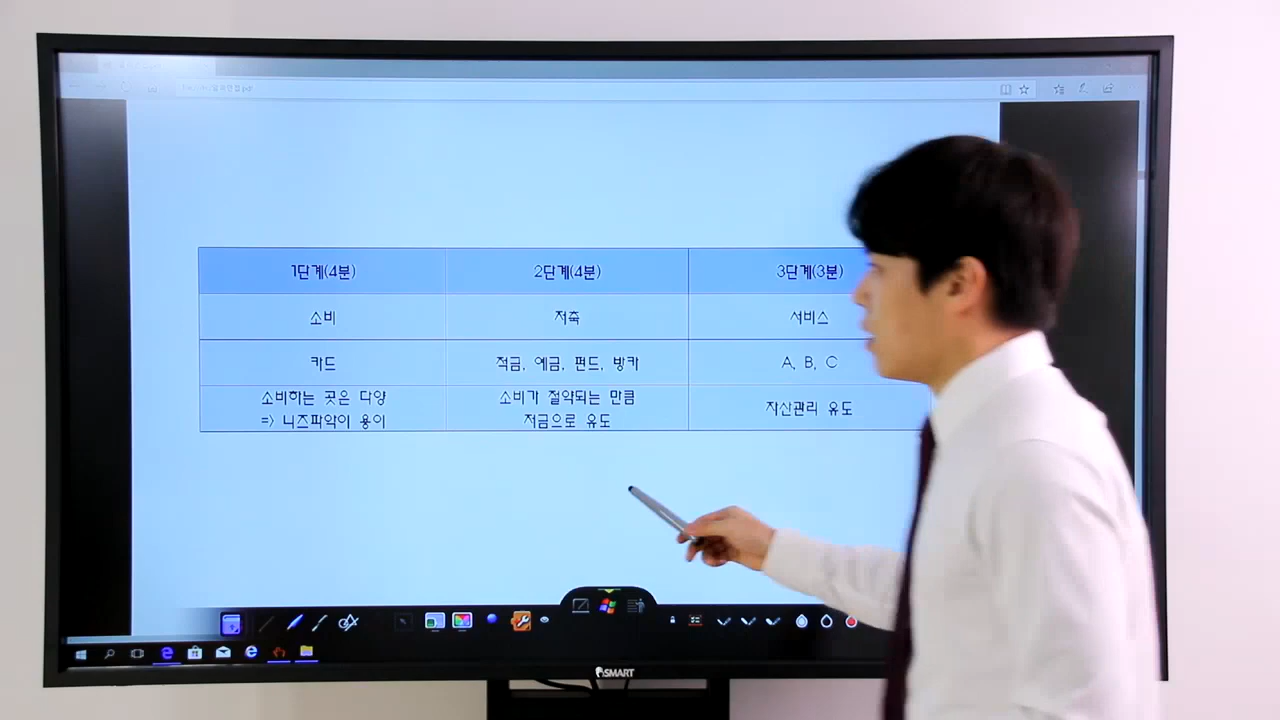 1단계(4분) 2단계(4분) 3단계(3분)
소비 저축 서비스
카드 적금, 예금, 펀드, 방카 A, B, C
소비하는 곳은 다양 소비가 절약되는 만큼 자산관리 유도
=> 니즈파악이 용이 저금으로 유도
SMART